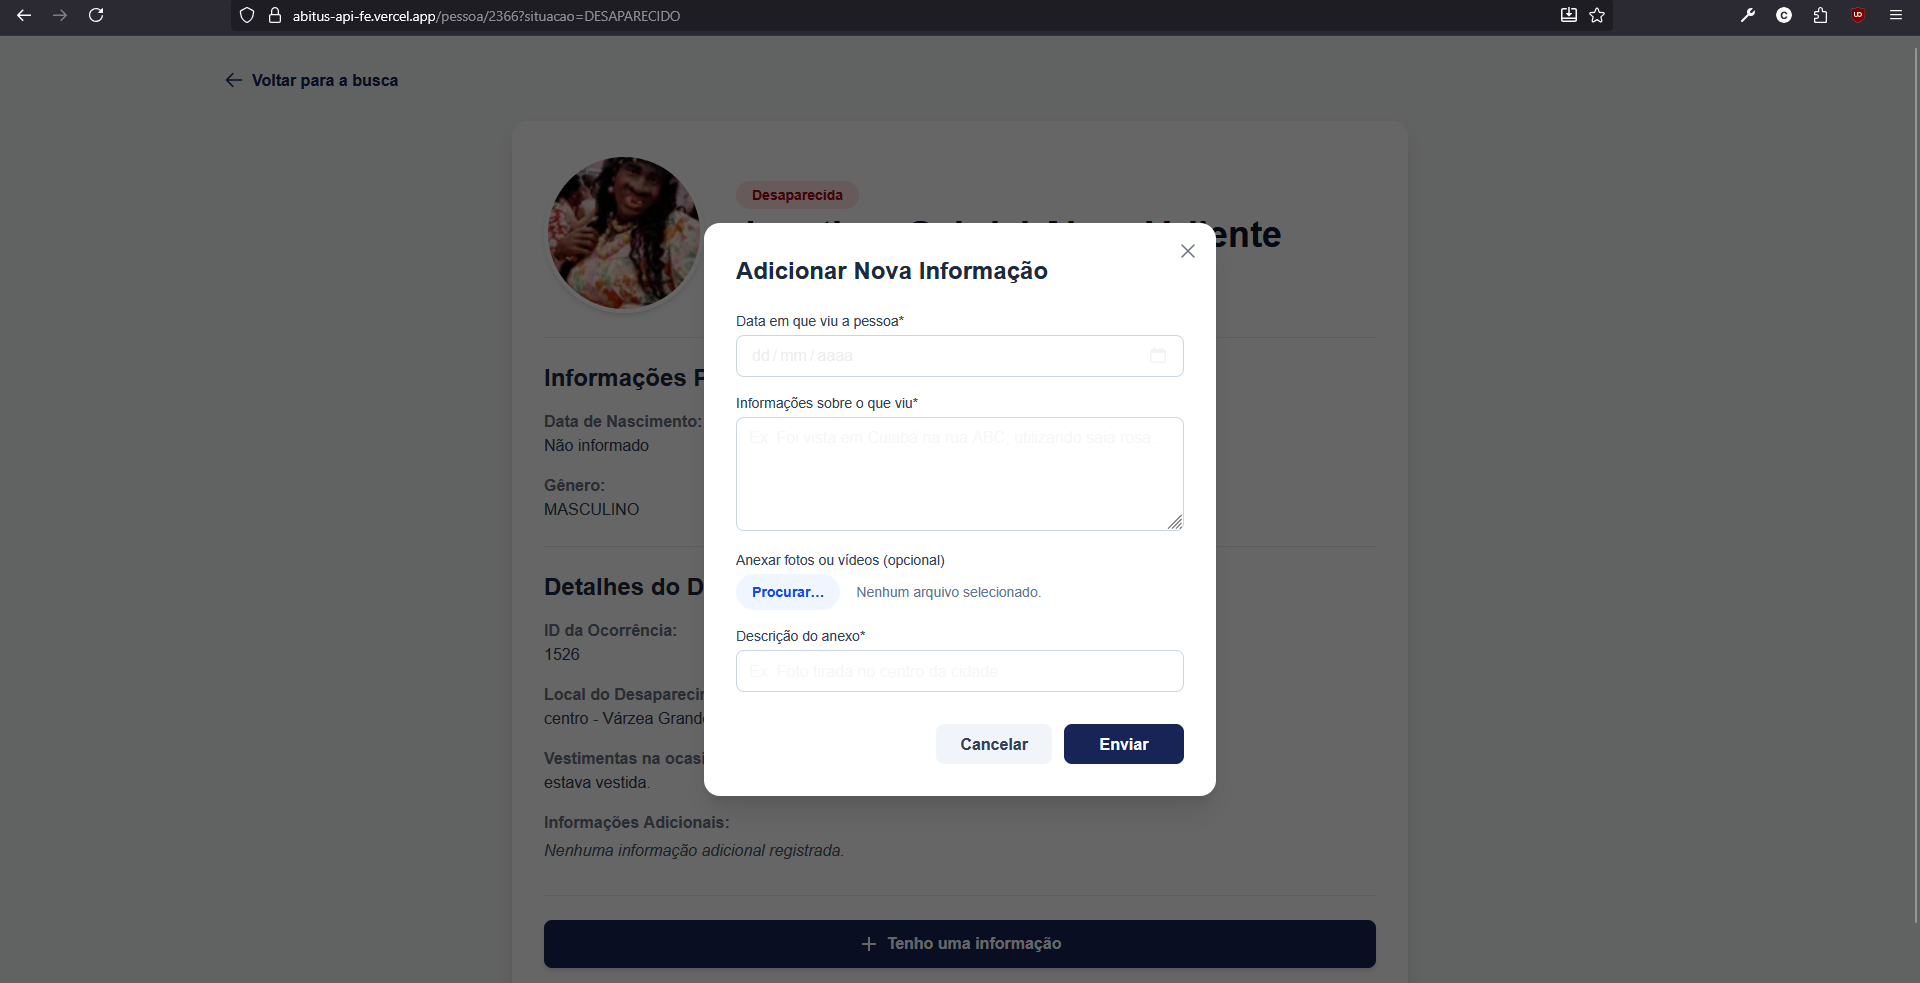 abitus-api-fe.vercel.app/pessoa/2366?situacao=DESAPARECIDO
Voltar para a busca
Desaparecida
ente
Adicionar Nova Informação
Data em que viu a pessoa*
dd/mm/aaaa
Informações sobre o que viu*
Ex: Foi vista em Cuiabá na rua ABC, utilizando saia rosa
Anexar fotos ou vídeos (opcional)
Procurar... Nenhum arquivo selecionado.
Descrição do anexo*
Ex: Foto tirada no centro da cidade
Cancelar Enviar
Informações P
Data de Nascimento:
Não informado
Gênero:
MASCULINO
Detalhes do D
ID da Ocorrência:
1526
Local do Desapareci
centro - Várzea Grand
Vestimentas na ocasi
estava vestida.
Informações Adicionais:
Nenhuma informação adicional registrada.
Tenho uma informação